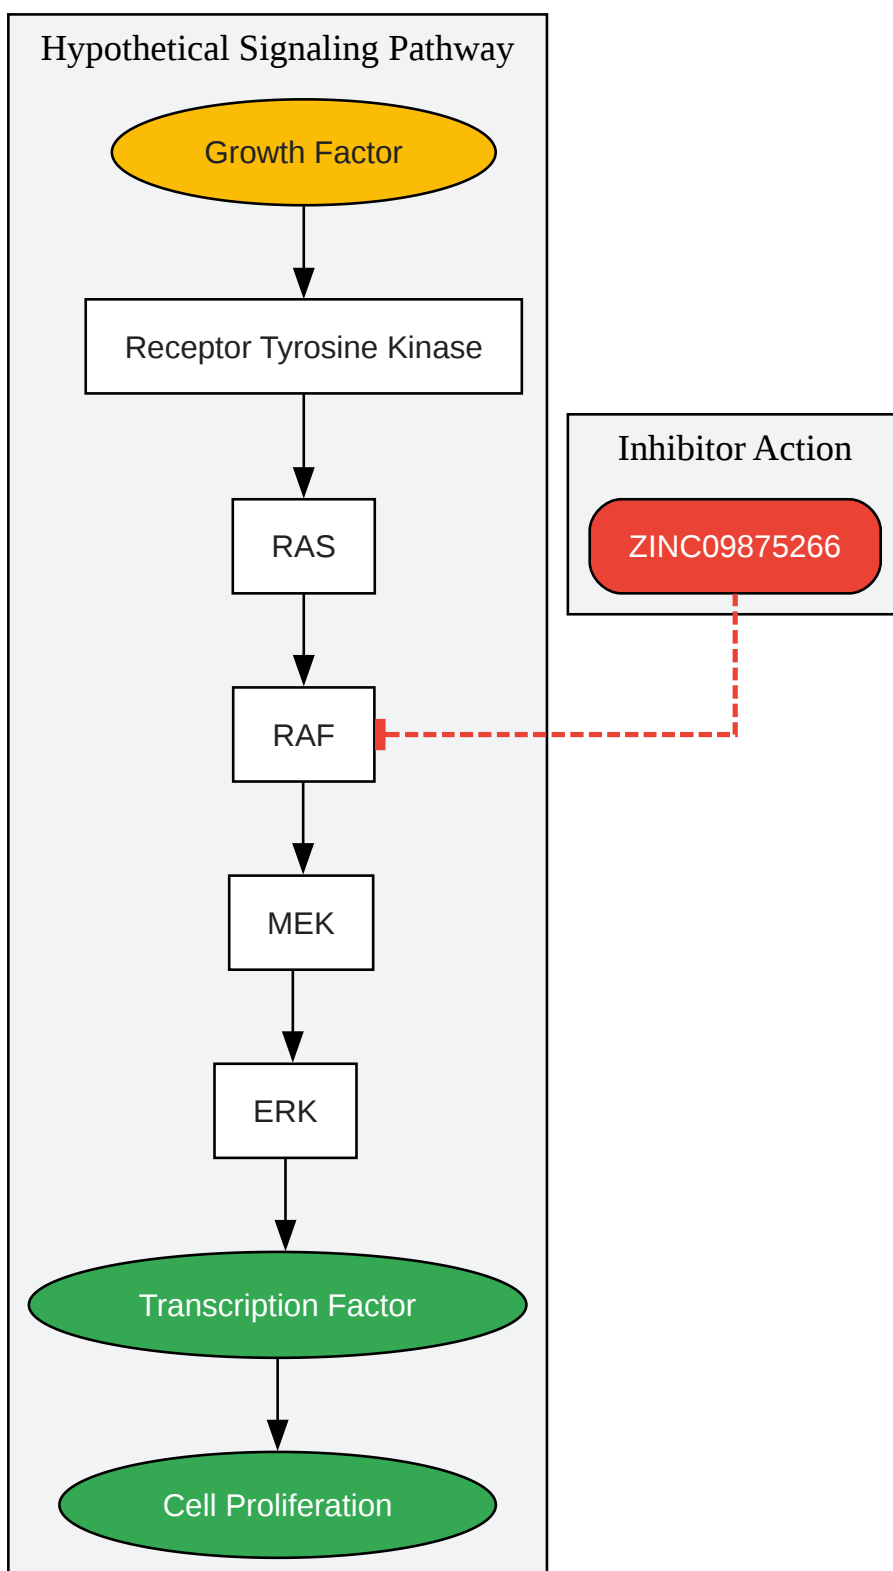 Hypothetical Signaling Pathway
Growth Factor
Receptor Tyrosine Kinase
Inhibitor Action
RAS
ZINC09875266
RAF
MEK
ERK
Transcription Factor
Cell Proliferation